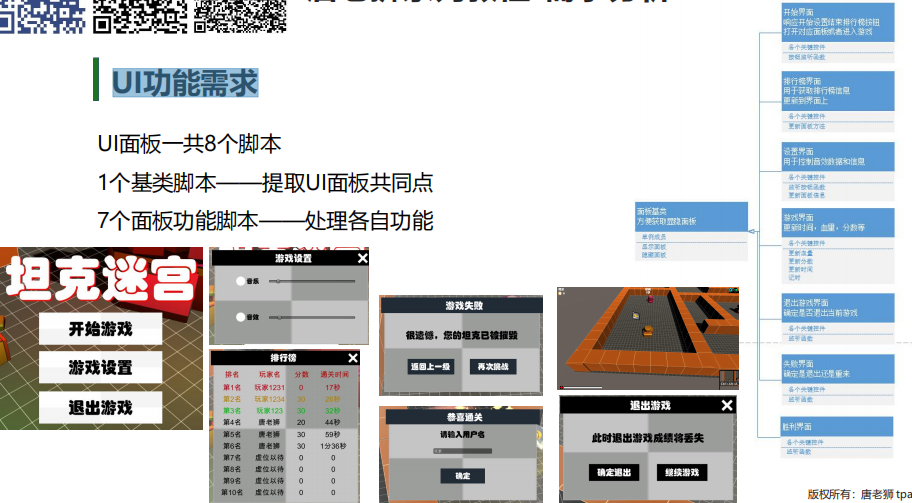 UI功能需求
UI面板一共8个脚本
1个基类脚本——提取UI面板共同点
7个面板功能脚本——处理各自功能
坦克迷宫
开始游戏
游戏设置
退出游戏
游戏设置
音乐
音效
排行榜
排名 玩家名 分数 通关时间
第1名 玩家1231 0 17秒
第2名 玩家1234 30 28秒
第3名 玩家123 30 32秒
第4名 唐老狮 20 44秒
第5名 唐老狮 30 59秒
第6名 唐老狮 30 1分36秒
第7名 虚位以待 0 0
第8名 虚位以待 0 0
第9名 虚位以待 0 0
第10名 虚位以待 0 0
游戏失败
很遗憾，您的坦克已被摧毁
返回上一级 再次挑战
恭喜通关
请输入用户名
确定
退出游戏
此时退出游戏成绩将丢失
确定退出 继续游戏
面板基类
方便获取显隐面板
单例成员
显示面板
隐藏面板
开始界面
响应开始设置结束排行榜按钮
打开对应面板或者进入游戏
各个关键控件
按钮监听函数
排行榜界面
用于获取排行榜信息
更新到界面上
各个关键控件
更新面板方法
设置界面
用于控制音效数据和信息
各个关键控件
监听按钮函数
更新面板信息
游戏界面
更新时间，血量，分数等
各个关键控件
更新血量
更新分数
更新时间
记时
退出游戏界面
确定是否退出当前游戏
各个关键控件
监听函数
失败界面
确定是退出还是重来
各个关键控件
监听函数
胜利界面
各个关键控件
监听函数
版权所有：唐老狮 tpa